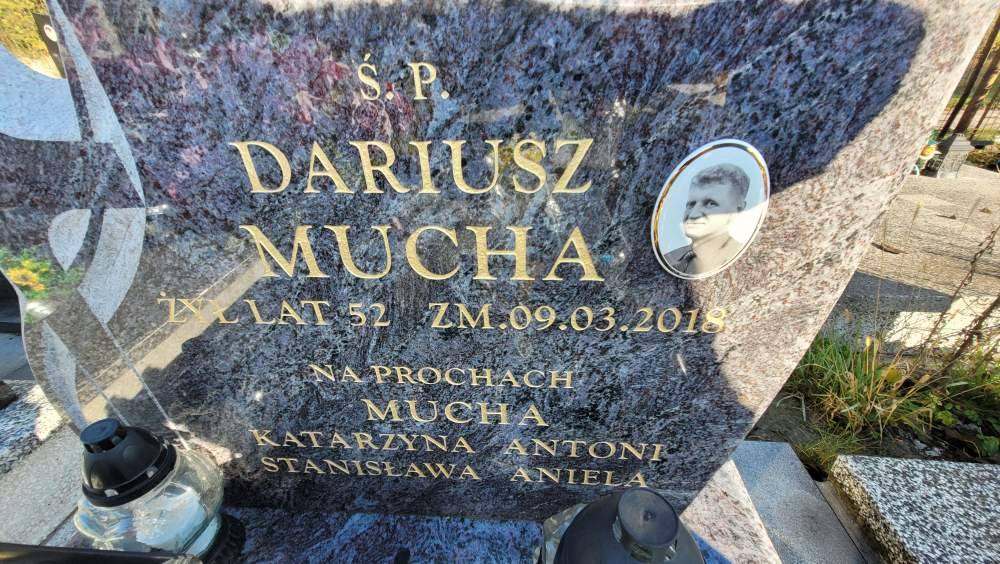 Ś. P.
DARIUSZ
MUCHA
ŻYŁ LAT 52 ZM. 09.03.2018
NA PROCHACH
MUCHA
KATARZYNA ANTONI
STANISŁAWA ANIELA